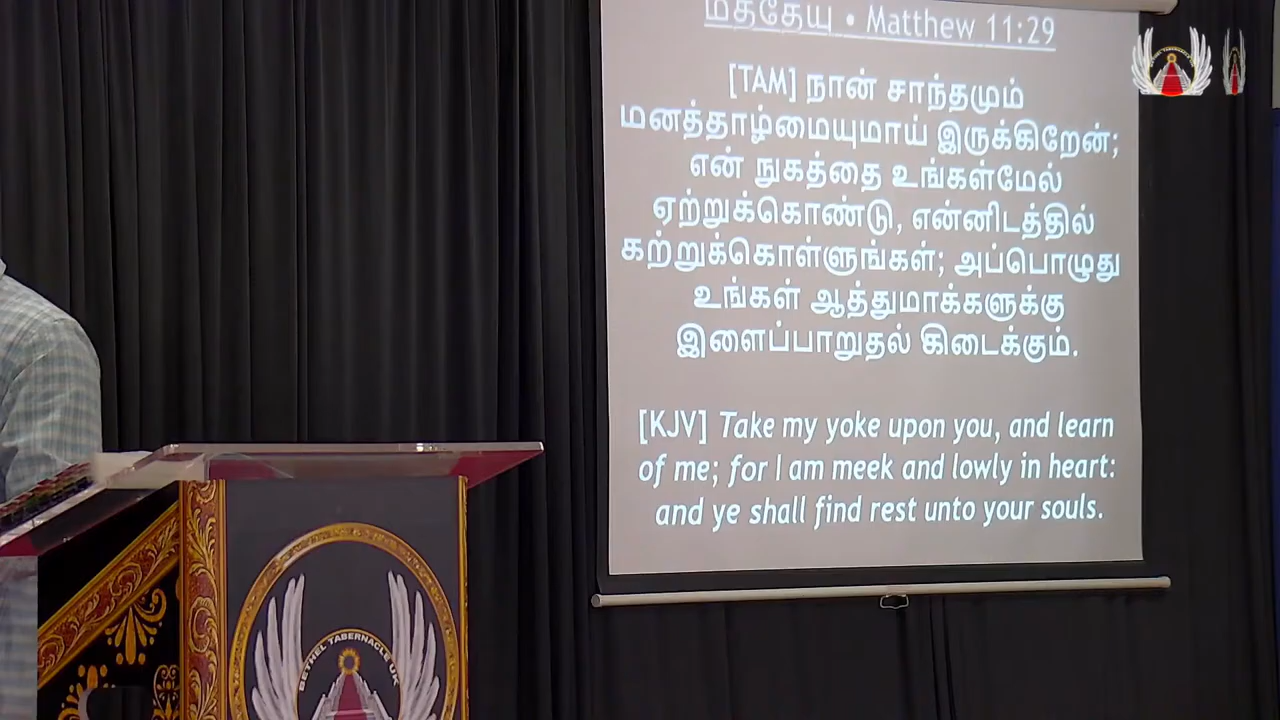 மத்தேயு • Matthew 11:29
[TAM] நான் சாந்தமும்
மனத்தாழ்மையுமாய் இருக்கிறேன்;
என் நுகத்தை உங்கள்மேல்
ஏற்றுக்கொண்டு, என்னிடத்தில்
கற்றுக்கொள்ளுங்கள்; அப்பொழுது
உங்கள் ஆத்துமாக்களுக்கு
இளைப்பாறுதல் கிடைக்கும்.
[KJV] Take my yoke upon you, and learn
of me; for I am meek and lowly in heart:
and ye shall find rest unto your souls.
BETHEL TABERNACLE UK